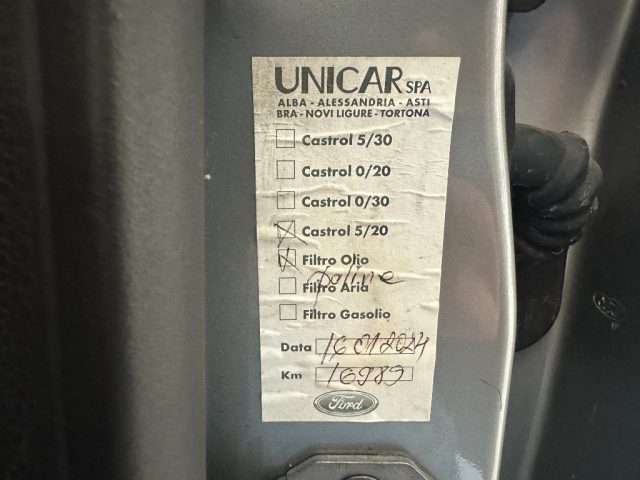 UNICAR SPA
ALBA - ALESSANDRIA - ASTI
BRA - NOVI LIGURE - TORTONA
Castrol 5/30
Castrol 0/20
Castrol 0/30
Castrol 5/20
Filtro Olio
Filtro Aria
Filtro Gasolio
Data 16 01 2024
Km 16989
Ford